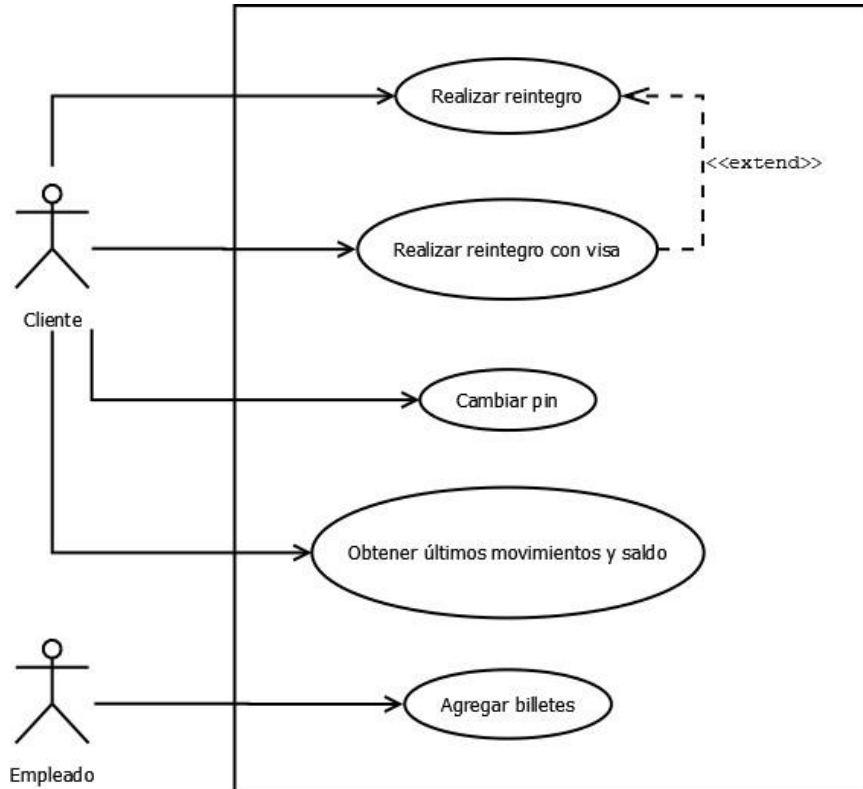 Realizar reintegro
<<extend>>
Realizar reintegro con visa
Cliente
Cambiar pin
Obtener últimos movimientos y saldo
Agregar billetes
Empleado